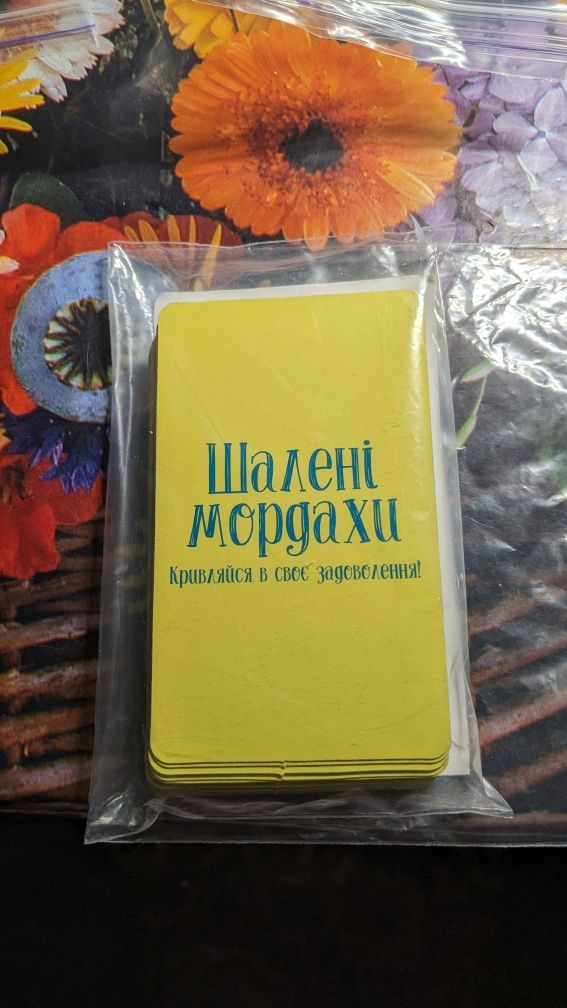 Шалені
мордахи
Кривляйся в своє задоволення!